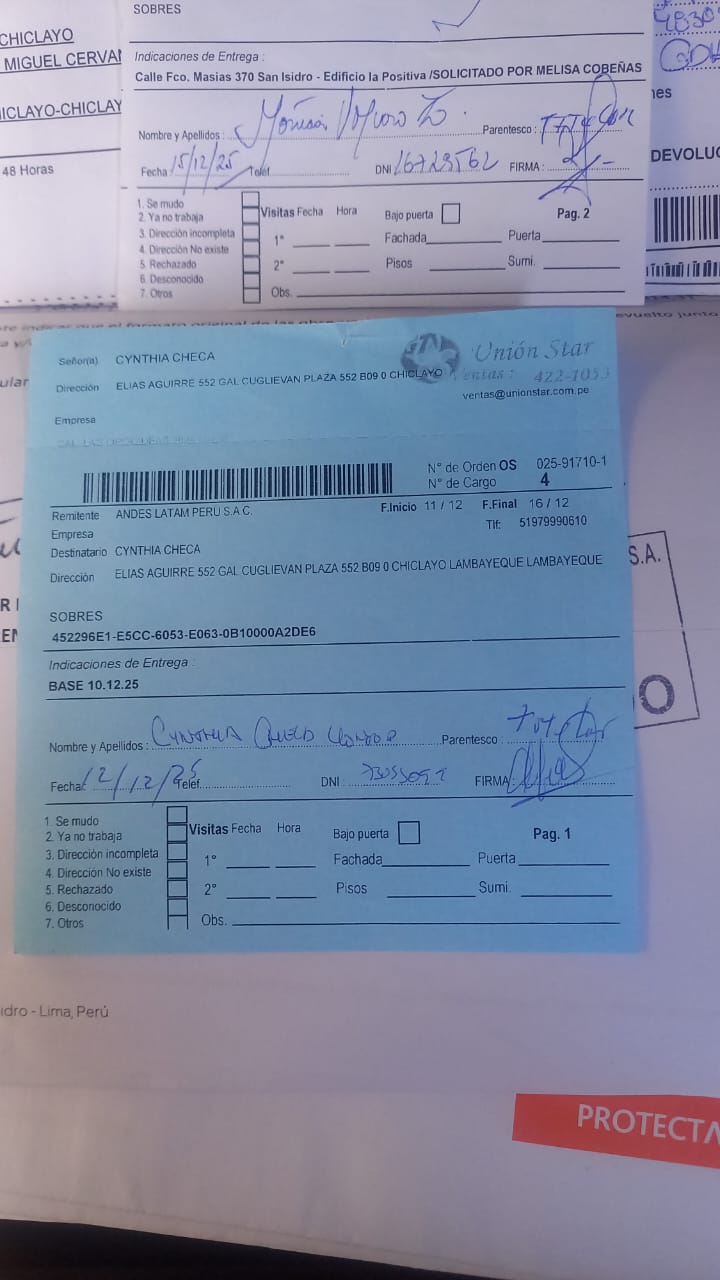 SOBRES
CHICLAYO
MIGUEL CERVAN
Indicaciones de Entrega :
Calle Fco. Masias 370 San Isidro - Edificio la Positiva /SOLICITADO POR MELISA COBEÑAS
ICLAYO-CHICLAY
nes
Nombre y Apellidos : Parentesco :
48 Horas
Fecha 15/12/25 Telef DNI 16723562 FIRMA :
DEVOLUC
1. Se mudo
2. Ya no trabaja
3. Dirección incompleta
4. Dirección No existe
5. Rechazado
6. Desconocido
7. Otros
Visitas Fecha Hora Bajo puerta Pag. 2
1° Fachada Puerta
2° Pisos Sumi.
Obs.
evuelto junto
ular
Señor(a) CYNTHIA CHECA
Unión Star
Dirección ELIAS AGUIRRE 552 GAL CUGLIEVAN PLAZA 552 B09 0 CHICLAYO
Ventas : 422-1053
ventas@unionstar.com.pe
Empresa
N° de Orden OS 025-91710-1
N° de Cargo 4
Remitente ANDES LATAM PERU S.A.C.
F.Inicio 11 / 12 F.Final 16 / 12
Empresa
Tlf: 51979990610
Destinatario CYNTHIA CHECA
Dirección ELIAS AGUIRRE 552 GAL CUGLIEVAN PLAZA 552 B09 0 CHICLAYO LAMBAYEQUE LAMBAYEQUE
S.A.
SOBRES
452296E1-E5CC-6053-E063-0B10000A2DE6
Indicaciones de Entrega :
BASE 10.12.25
O
Nombre y Apellidos : Cynthia Parentesco :
Fecha: 12/12/25 Telef. DNI : FIRMA:
1. Se mudo
2. Ya no trabaja
3. Dirección incompleta
4. Dirección No existe
5. Rechazado
6. Desconocido
7. Otros
Visitas Fecha Hora Bajo puerta Pag. 1
1° Fachada Puerta
2° Pisos Sumi.
Obs.
idro - Lima, Perú
PROTECTA